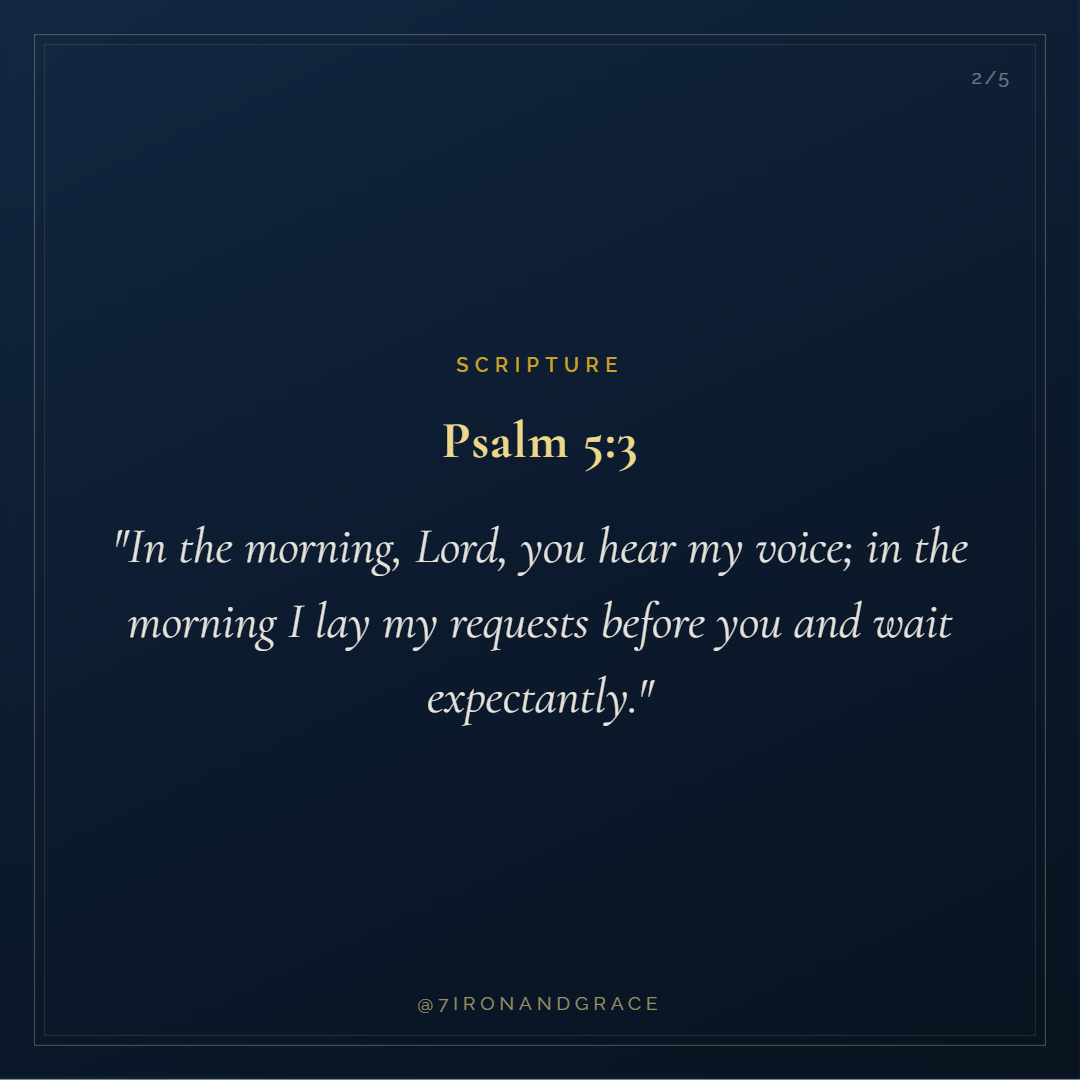 2/5
SCRIPTURE
Psalm 5:3
"In the morning, Lord, you hear my voice; in the
morning I lay my requests before you and wait
expectantly."
@7IRONANDGRACE